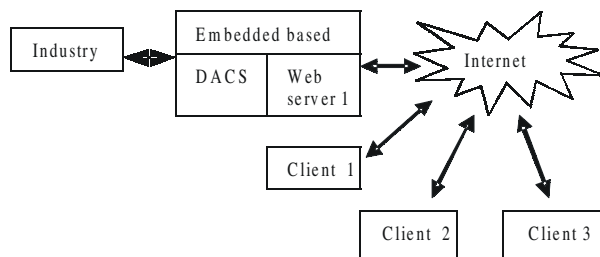 Industry
Embedded based
DACS
Web
server 1
Internet
Client 1
Client 2
Client 3